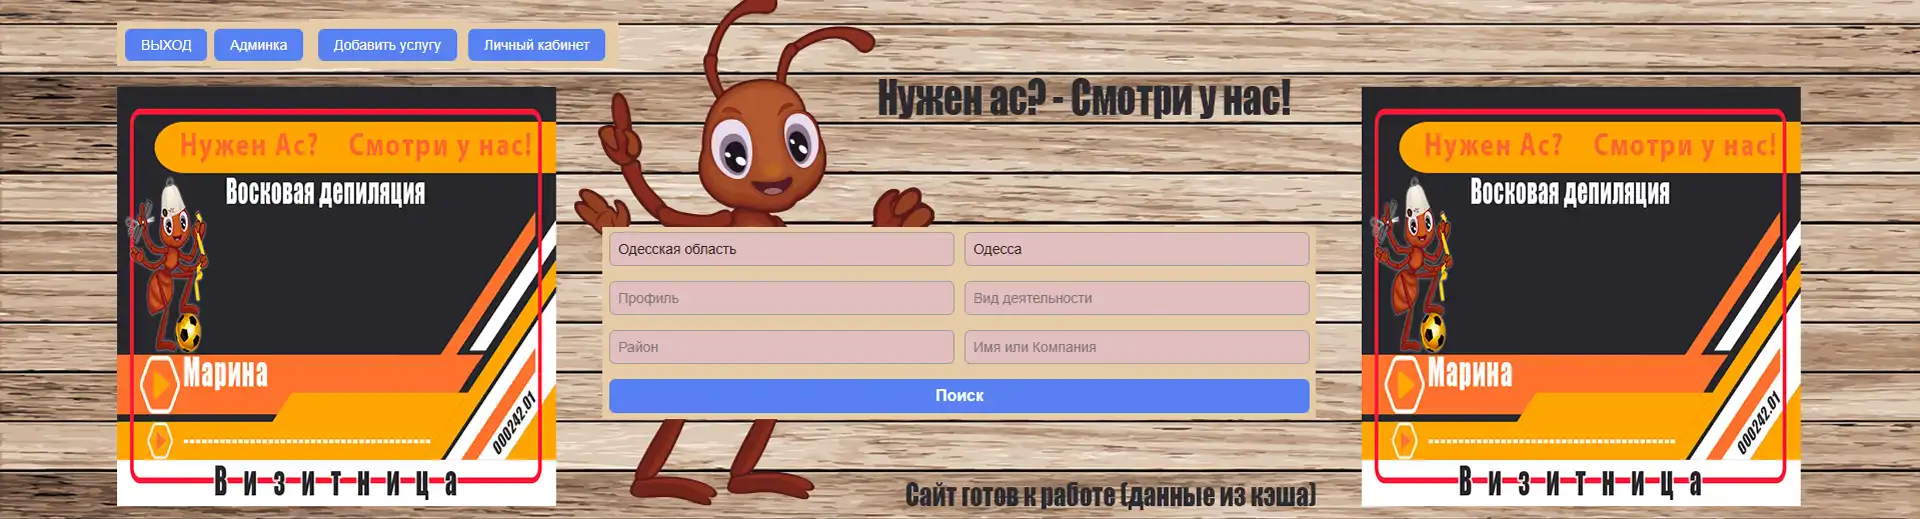 ВЫХОД
Админка
Добавить услугу
Личный кабинет
Нужен ас? - Смотри у нас!
Нужен Ас? Смотри у нас!
Восковая депиляция
Марина
000242.01
Визитница
Одесская область
Одесса
Профиль
Вид деятельности
Район
Имя или Компания
Поиск
Сайт готов к работе (данные из кэша)
Нужен Ас? Смотри у нас!
Восковая депиляция
Марина
000242.01
Визитница